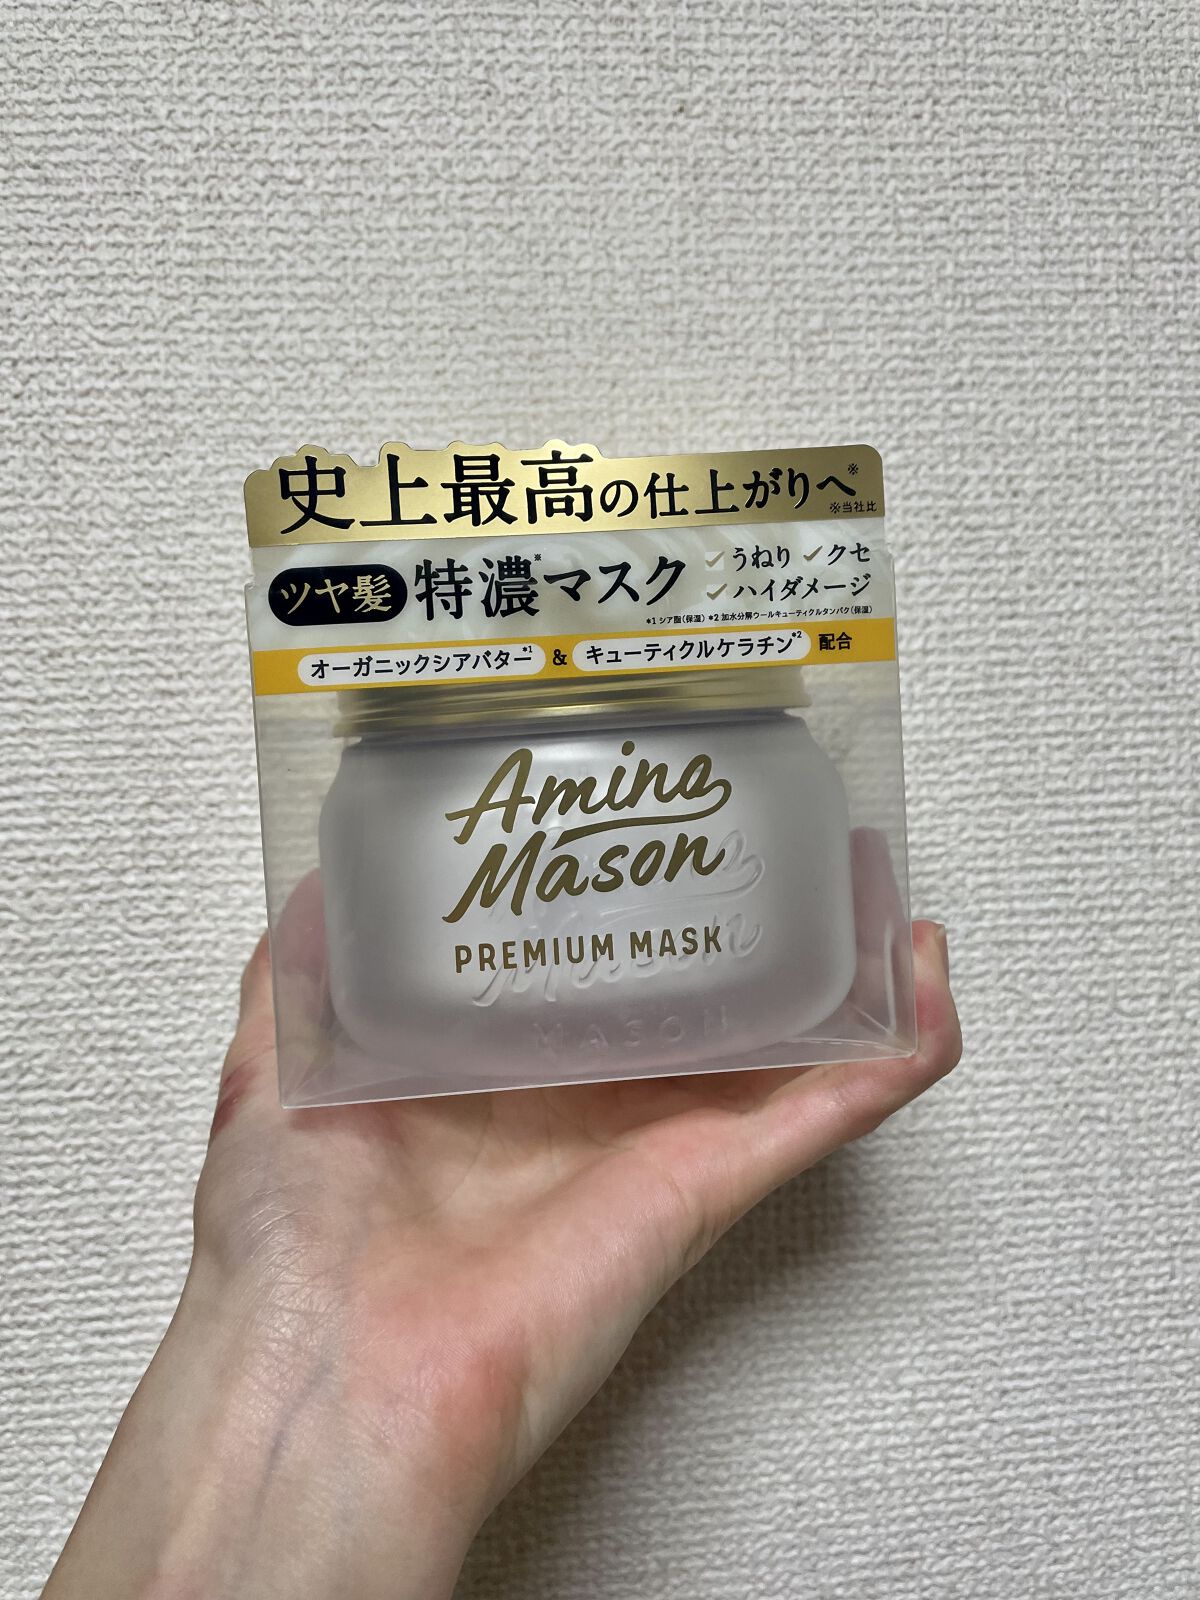 史上最高の仕上がりへ※
※当社比
ツヤ髪 特濃※マスク
✓うねり ✓クセ
✓ハイダメージ
*1 シア脂(保湿) *2 加水分解ウールキューティクルタンパク(保湿)
オーガニックシアバター*1 & キューティクルケラチン*2 配合
Amino
Mason
PREMIUM MASK
MASON